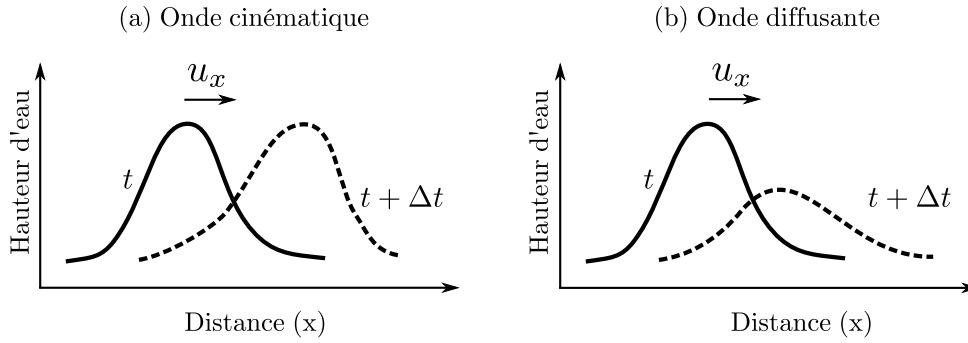 (a) Onde cinématique
u_x
Hauteur d'eau
t
t + Δt
Distance (x)
(b) Onde diffusante
u_x
Hauteur d'eau
t
t + Δt
Distance (x)